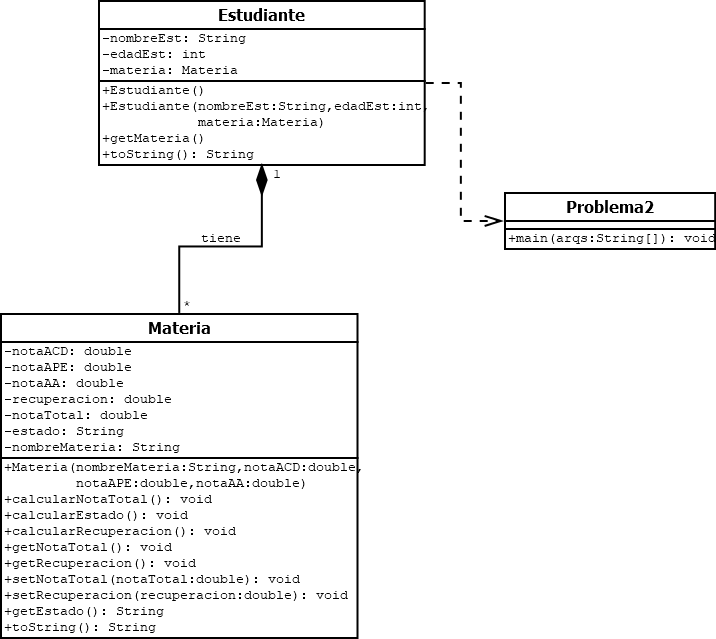 Estudiante
-nombreEst: String
-edadEst: int
-materia: Materia
+Estudiante()
+Estudiante(nombreEst:String,edadEst:int,
materia:Materia)
+getMateria()
+toString(): String
1
Problema2
+main(args:String[]): void
tiene
*
Materia
-notaACD: double
-notaAPE: double
-notaAA: double
-recuperacion: double
-notaTotal: double
-estado: String
-nombreMateria: String
+Materia(nombreMateria:String,notaACD:double,
notaAPE:double,notaAA:double)
+calcularNotaTotal(): void
+calcularEstado(): void
+calcularRecuperacion(): void
+getNotaTotal(): void
+getRecuperacion(): void
+setNotaTotal(notaTotal:double): void
+setRecuperacion(recuperacion:double): void
+getEstado(): String
+toString(): String